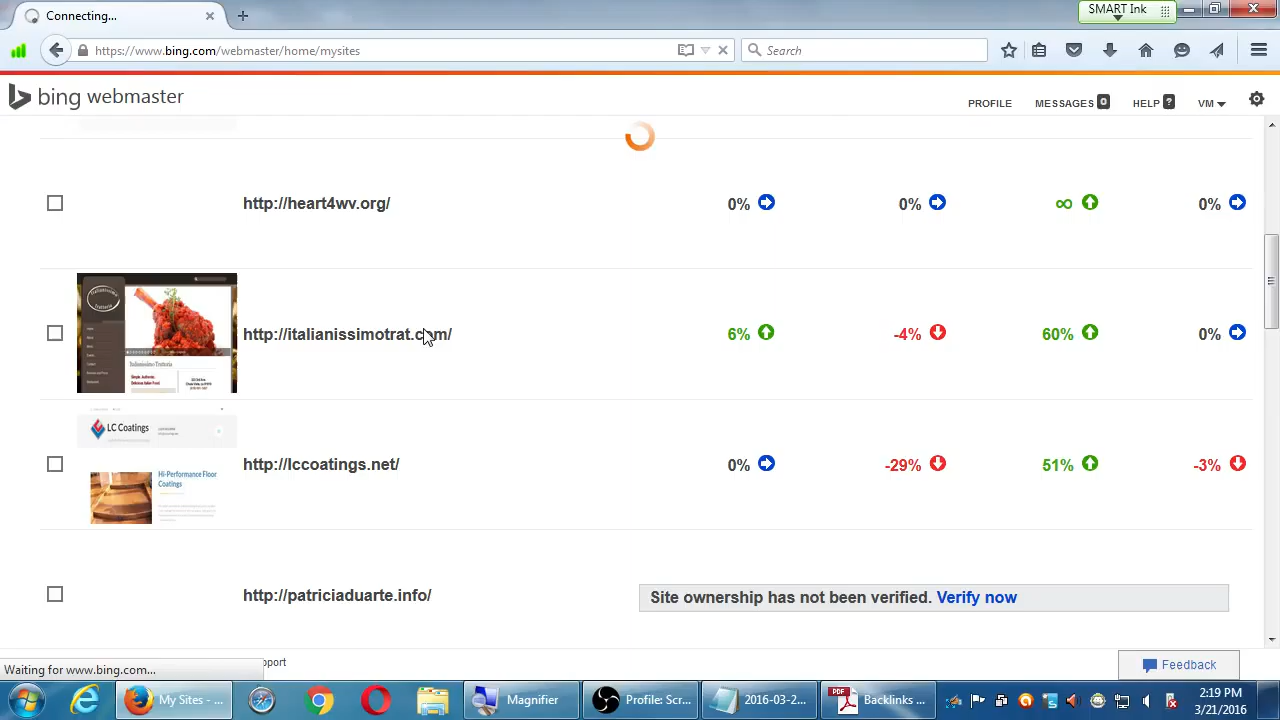 Connecting...
SMART Ink
https://www.bing.com/webmaster/home/mysites
Search
bing webmaster
PROFILE MESSAGES 0 HELP ? VM
http://heart4wv.org/ 0% 0% ∞ 0%
Italianissimo Trattoria
http://italianissimotrat.com/ 6% -4% 60% 0%
LC Coatings
Hi-Performance Floor Coatings
http://lccoatings.net/ 0% -29% 51% -3%
http://patriciaduarte.info/ Site ownership has not been verified. Verify now
Waiting for www.bing.com... pport
Feedback
My Sites - ... Magnifier Profile: Scr... 2016-03-2... PDF Backlinks ...
2:19 PM
3/21/2016